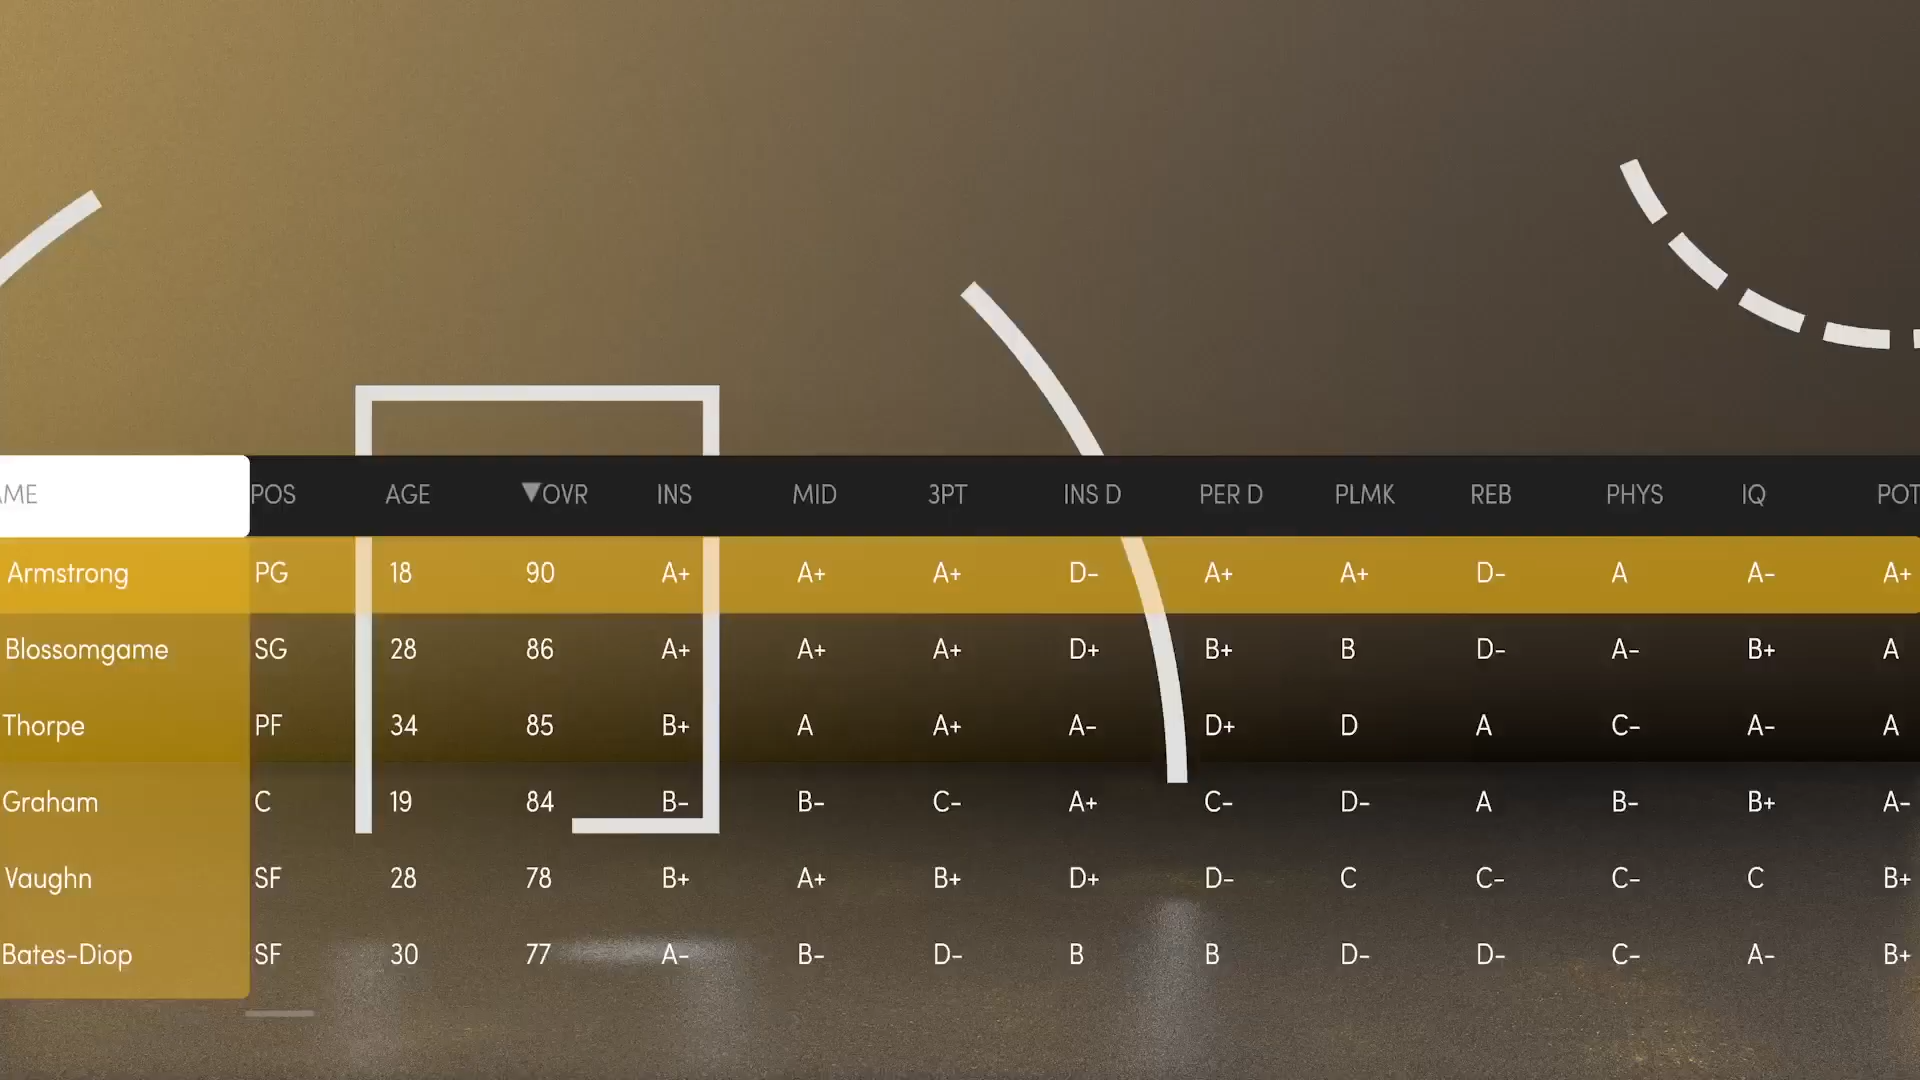 AME POS AGE ▼OVR INS MID 3PT INS D PER D PLMK REB PHYS IQ POT
Armstrong PG 18 90 A+ A+ A+ D- A+ A+ D- A A- A+
Blossomgame SG 28 86 A+ A+ A+ D+ B+ B D- A- B+ A
Thorpe PF 34 85 B+ A A+ A- D+ D A C- A- A
Graham C 19 84 B- B- C- A+ C- D- A B- B+ A-
Vaughn SF 28 78 B+ A+ B+ D+ D- C C- C- C B+
Bates-Diop SF 30 77 A- B- D- B B D- D- C- A- B+